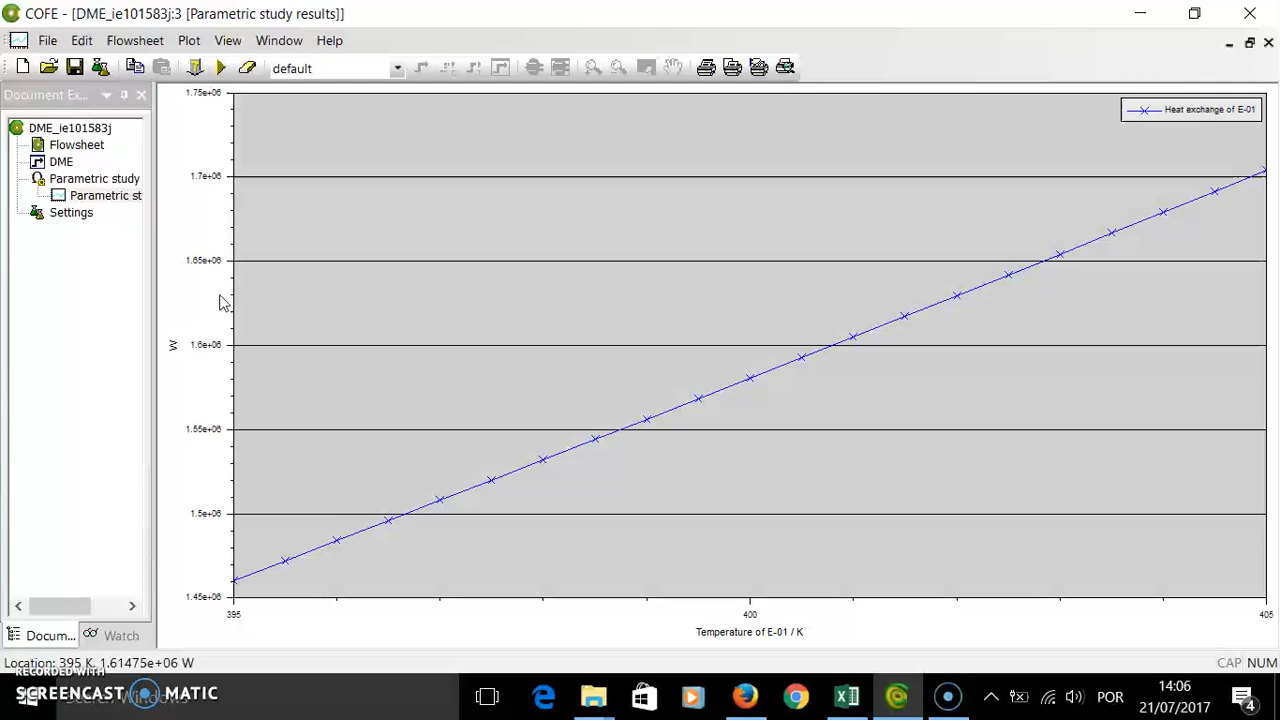 COFE - [DME_ie101583j:3 [Parametric study results]]
File Edit Flowsheet Plot View Window Help
default
Document Ex...
DME_ie101583j
Flowsheet
DME
Parametric study
Parametric st
Settings
Docum...
Watch
1.75e+06
1.7e+06
1.65e+06
1.6e+06
1.55e+06
1.5e+06
1.45e+06
W
Heat exchange of E-01
395
400
405
Temperature of E-01 / K
Location: 395 K, 1.61475e+06 W
CAP NUM
RECORDED WITH
SCREENCAST MATIC
POR
14:06
21/07/2017
4